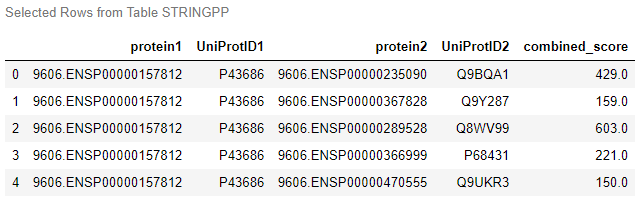 Selected Rows from Table STRINGPP
protein1 UniProtID1 protein2 UniProtID2 combined_score
0 9606.ENSP00000157812 P43686 9606.ENSP00000235090 Q9BQA1 429.0
1 9606.ENSP00000157812 P43686 9606.ENSP00000367828 Q9Y287 159.0
2 9606.ENSP00000157812 P43686 9606.ENSP00000289528 Q8WV99 603.0
3 9606.ENSP00000157812 P43686 9606.ENSP00000366999 P68431 221.0
4 9606.ENSP00000157812 P43686 9606.ENSP00000470555 Q9UKR3 150.0